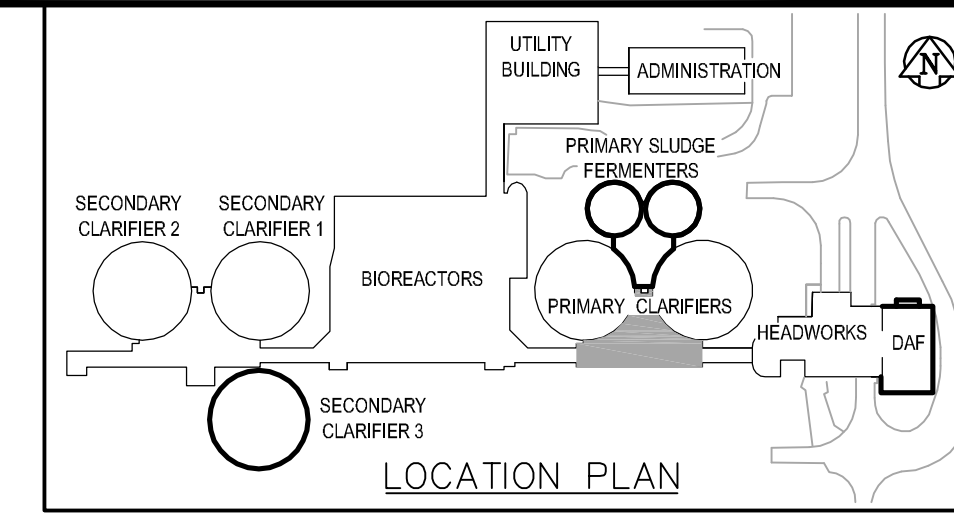 UTILITY
BUILDING
ADMINISTRATION
N
PRIMARY SLUDGE
FERMENTERS
SECONDARY
CLARIFIER 2
SECONDARY
CLARIFIER 1
BIOREACTORS
PRIMARY CLARIFIERS
HEADWORKS
DAF
SECONDARY
CLARIFIER 3
LOCATION PLAN